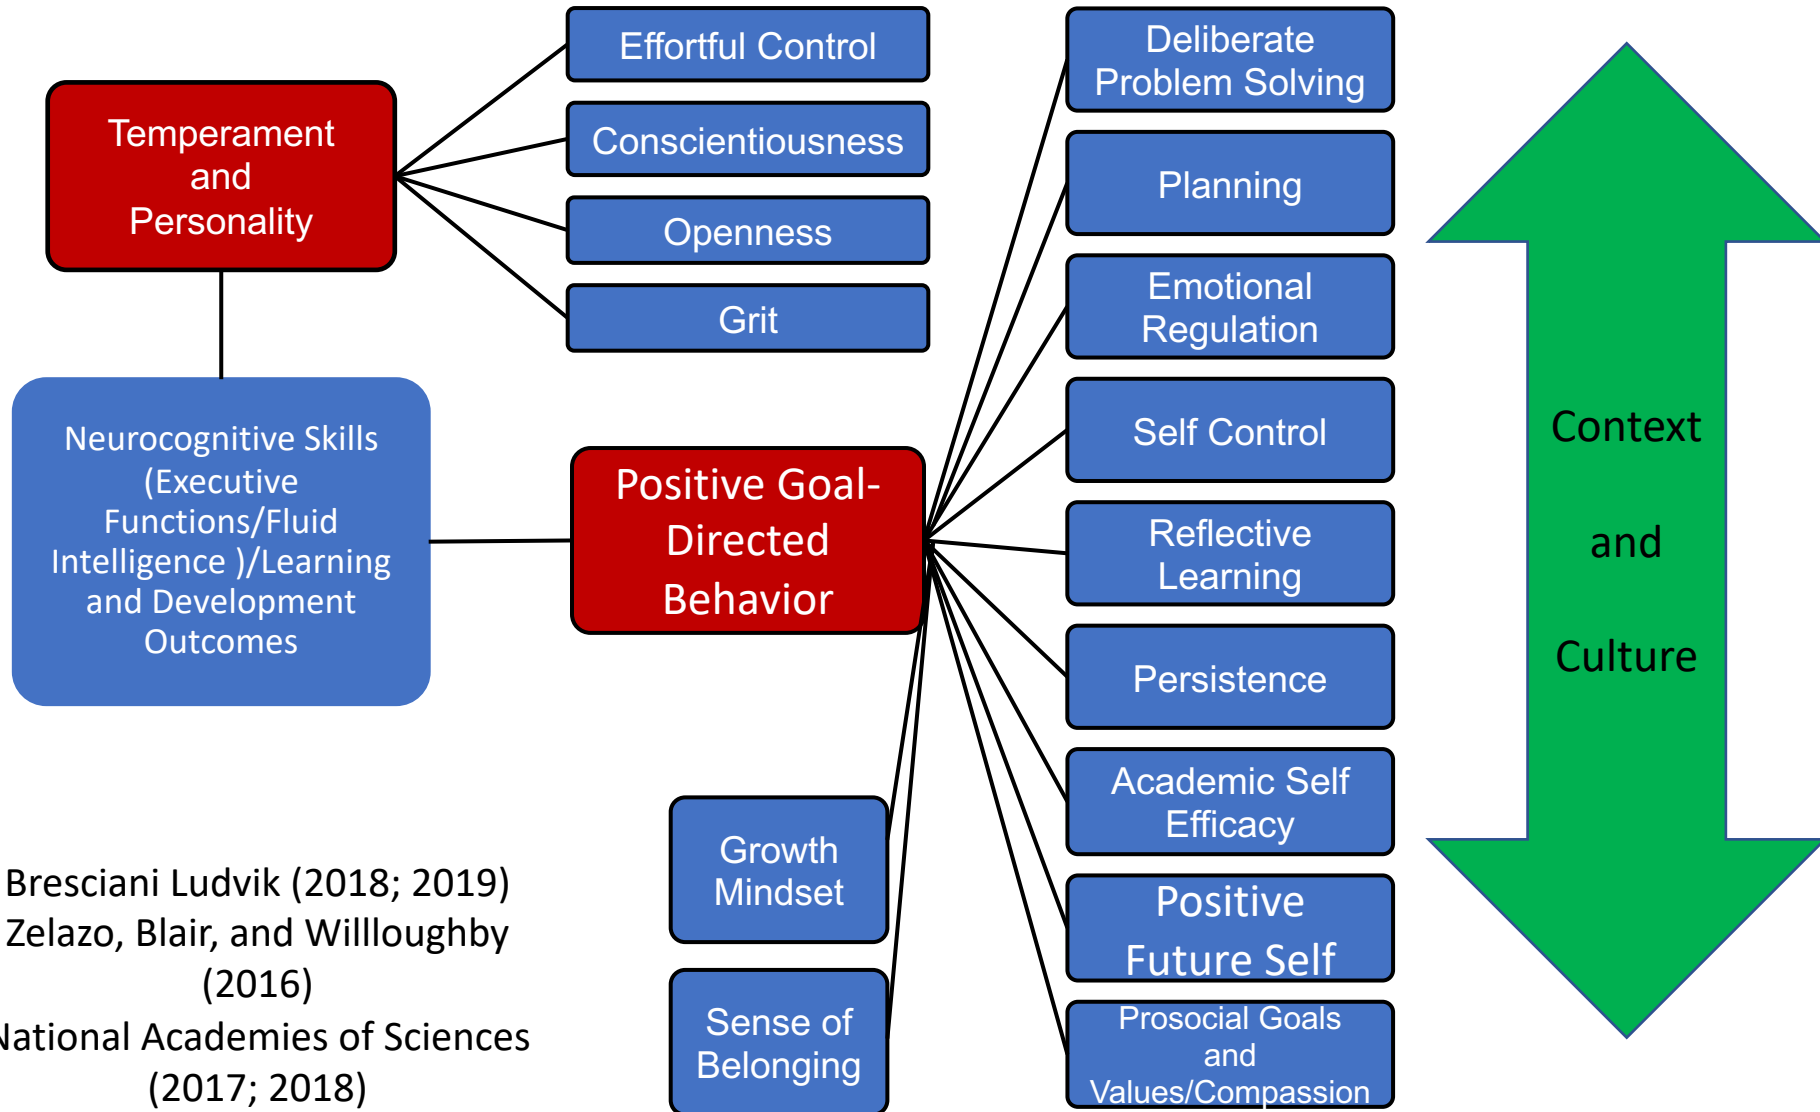 Temperament
and
Personality
Effortful Control
Conscientiousness
Openness
Grit
Neurocognitive Skills
(Executive
Functions/Fluid
Intelligence )/Learning
and Development
Outcomes
Positive Goal-
Directed
Behavior
Deliberate
Problem Solving
Planning
Emotional
Regulation
Self Control
Reflective
Learning
Persistence
Academic Self
Efficacy
Positive
Future Self
Prosocial Goals
and
Values/Compassion
Growth
Mindset
Sense of
Belonging
Context
and
Culture
Bresciani Ludvik (2018; 2019)
Zelazo, Blair, and Willloughby
(2016)
National Academies of Sciences
(2017; 2018)